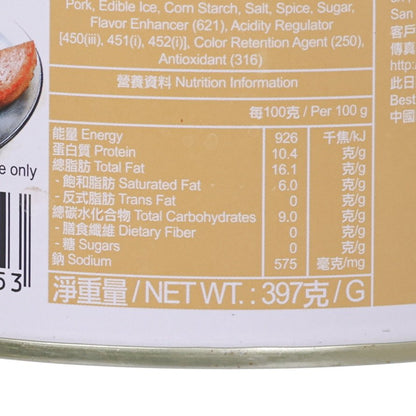 Pork, Edible Ice, Corn Starch, Salt, Spice, Sugar,
Flavor Enhancer (621), Acidity Regulator
[450(iii), 451(i), 452(i)], Color Retention Agent (250),
Antioxidant (316)
營養資料 Nutrition Information
每100克 / Per 100 g
能量 Energy 926 千焦/kJ
蛋白質 Protein 10.4 克/g
總脂肪 Total Fat 16.1 克/g
- 飽和脂肪 Saturated Fat 6.0 克/g
- 反式脂肪 Trans Fat 0 克/g
總碳水化合物 Total Carbohydrates 9.0 克/g
- 膳食纖維 Dietary Fiber 0 克/g
- 糖 Sugars 0 克/g
鈉 Sodium 575 毫克/mg
淨重量 / NET WT. : 397克 / G
e only
53
San
客戶
傳真
http:
此日
Best
中國